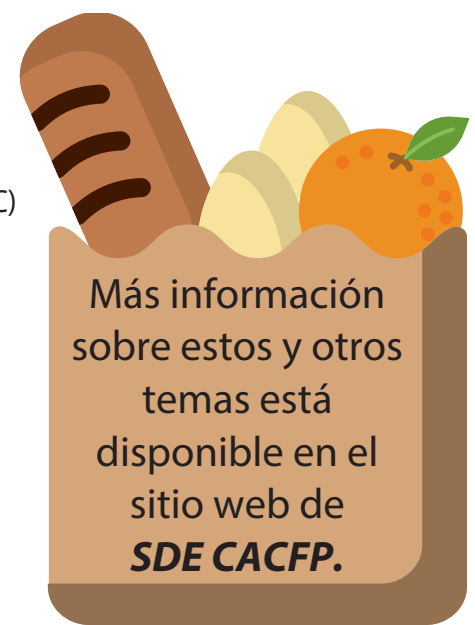 C)
Más información
sobre estos y otros
temas está
disponible en el
sitio web de
SDE CACFP.